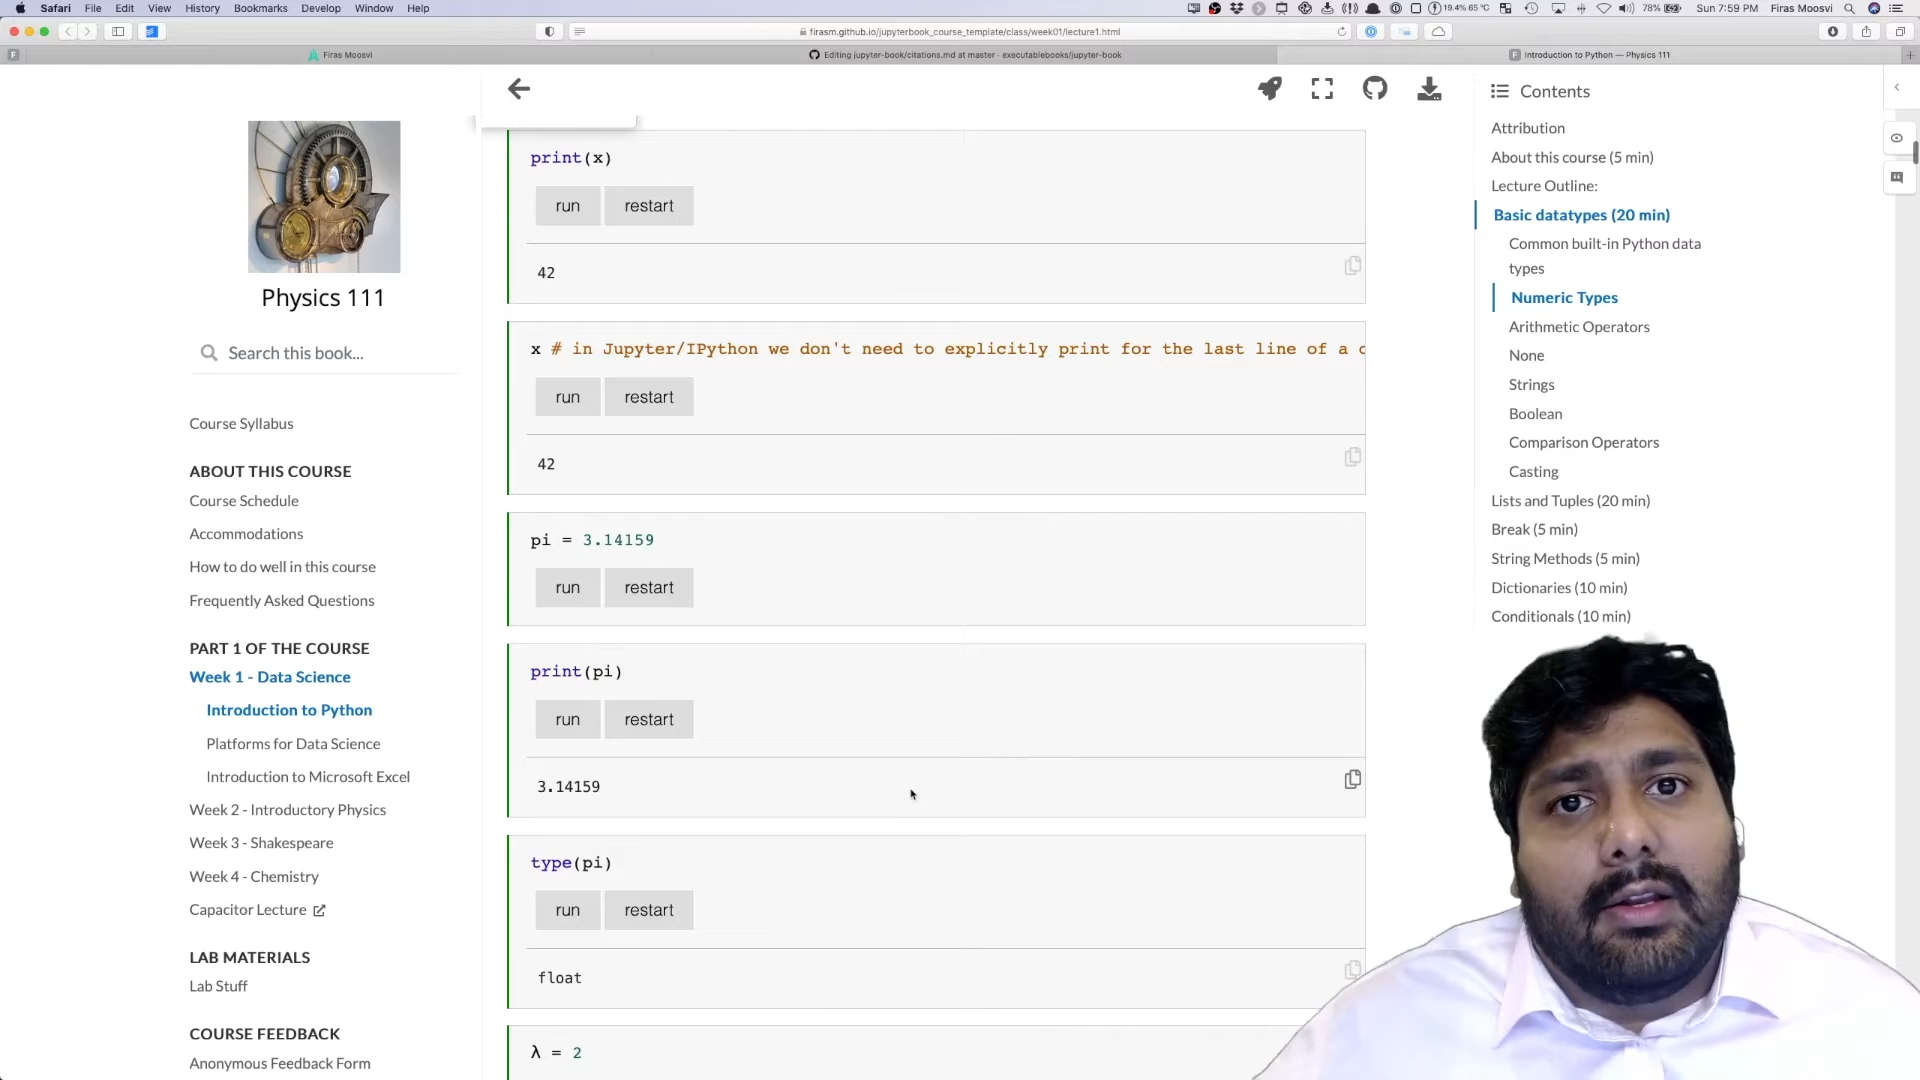 Safari File Edit View History Bookmarks Develop Window Help
19.4% 65 °C 78% Sun 7:59 PM Firas Moosvi
firasm.github.io/jupyterbook_course_template/class/week01/lecture1.html
Firas Moosvi
Editing jupyter-book/citations.md at master · executablebooks/jupyter-book
Introduction to Python — Physics 111
Physics 111
Search this book...
Course Syllabus
ABOUT THIS COURSE
Course Schedule
Accommodations
How to do well in this course
Frequently Asked Questions
PART 1 OF THE COURSE
Week 1 - Data Science
Introduction to Python
Platforms for Data Science
Introduction to Microsoft Excel
Week 2 - Introductory Physics
Week 3 - Shakespeare
Week 4 - Chemistry
Capacitor Lecture
LAB MATERIALS
Lab Stuff
COURSE FEEDBACK
Anonymous Feedback Form
print(x)
run restart
42
x # in Jupyter/IPython we don't need to explicitly print for the last line of a c
run restart
42
pi = 3.14159
run restart
print(pi)
run restart
3.14159
type(pi)
run restart
float
λ = 2
Contents
Attribution
About this course (5 min)
Lecture Outline:
Basic datatypes (20 min)
Common built-in Python data
types
Numeric Types
Arithmetic Operators
None
Strings
Boolean
Comparison Operators
Casting
Lists and Tuples (20 min)
Break (5 min)
String Methods (5 min)
Dictionaries (10 min)
Conditionals (10 min)